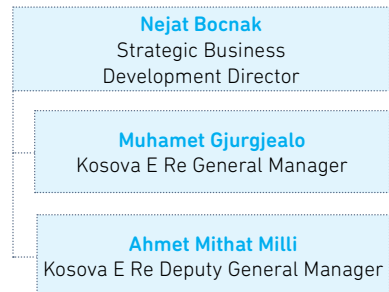 Nejat Bocnak
Strategic Business
Development Director
Muhamet Gjurgjealo
Kosova E Re General Manager
Ahmet Mithat Milli
Kosova E Re Deputy General Manager